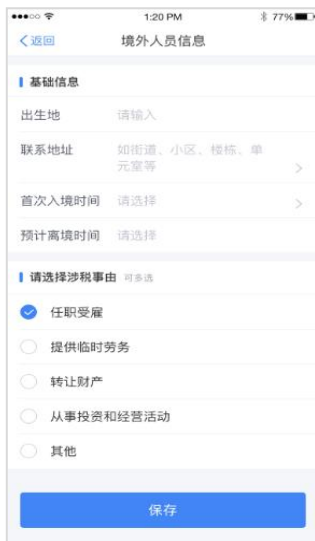 1:20 PM
77%
返回
境外人员信息
基础信息
出生地 请输入
联系地址 如街道、小区、楼栋、单
元室等
首次入境时间 请选择
预计离境时间 请选择
请选择涉税事由 可多选
任职受雇
提供临时劳务
转让财产
从事投资和经营活动
其他
保存